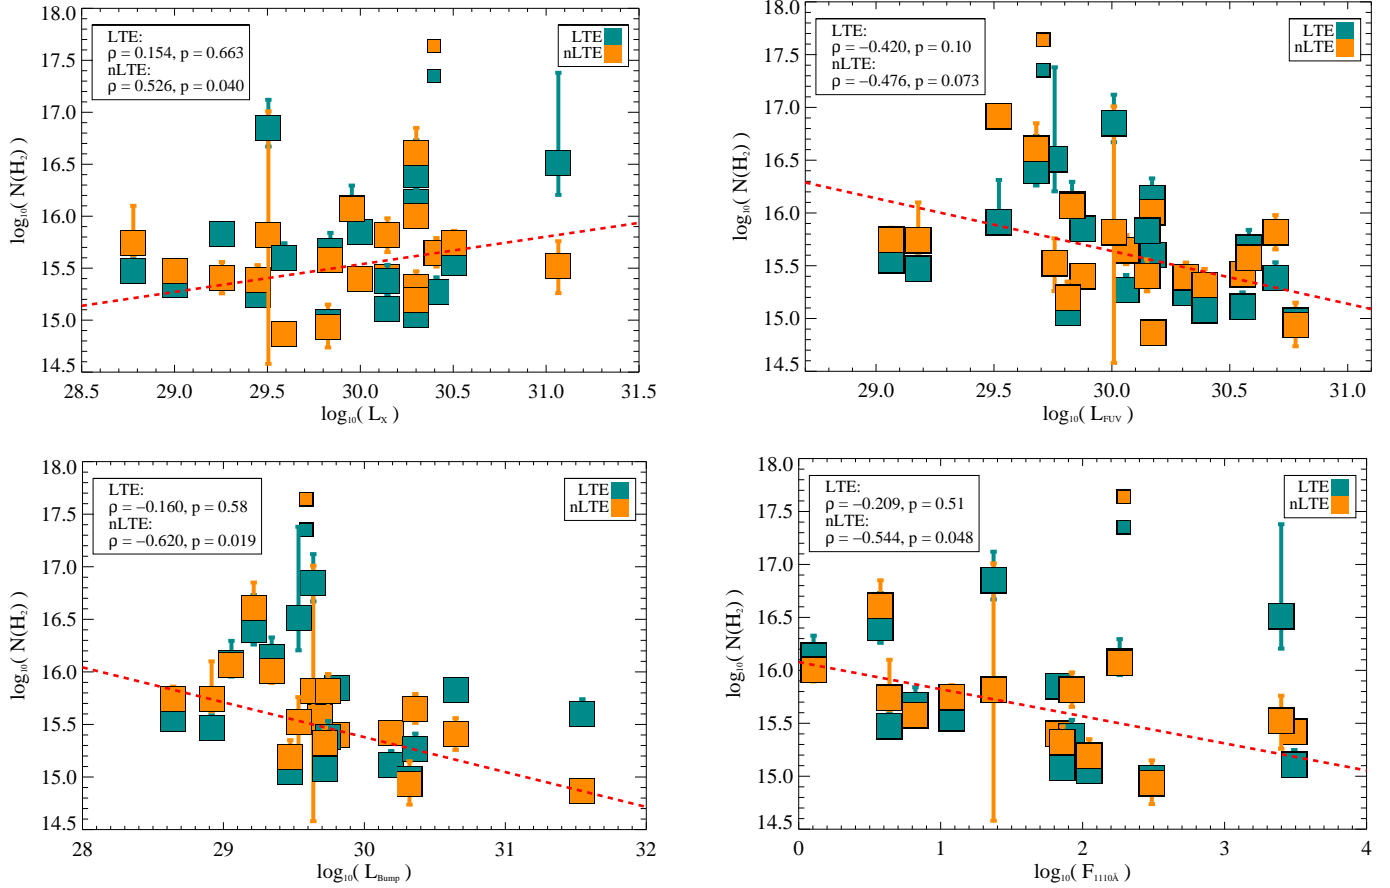 LTE:
ρ = 0.154, p = 0.663
nLTE:
ρ = 0.526, p = 0.040
LTE
nLTE
18.0
17.5
17.0
16.5
16.0
15.5
15.0
14.5
log₁₀( N(H₂) )
28.5 29.0 29.5 30.0 30.5 31.0 31.5
log₁₀( L_X )
LTE:
ρ = −0.420, p = 0.10
nLTE:
ρ = −0.476, p = 0.073
LTE
nLTE
18.0
17.5
17.0
16.5
16.0
15.5
15.0
14.5
log₁₀( N(H₂) )
29.0 29.5 30.0 30.5 31.0
log₁₀( L_FUV )
LTE:
ρ = −0.160, p = 0.58
nLTE:
ρ = −0.620, p = 0.019
LTE
nLTE
18.0
17.5
17.0
16.5
16.0
15.5
15.0
14.5
log₁₀( N(H₂) )
28 29 30 31 32
log₁₀( L_Bump )
LTE:
ρ = −0.209, p = 0.51
nLTE:
ρ = −0.544, p = 0.048
LTE
nLTE
18.0
17.5
17.0
16.5
16.0
15.5
15.0
14.5
log₁₀( N(H₂) )
0 1 2 3 4
log₁₀( F_1110Å )